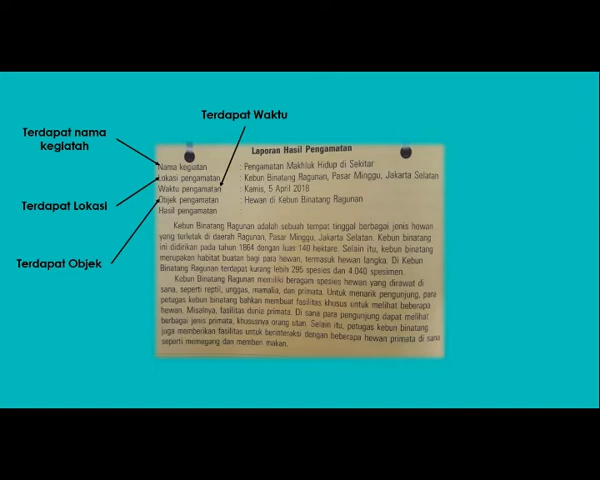 Terdapat Waktu
Terdapat nama
kegiatah
Terdapat Lokasi
Terdapat Objek
Laporan Hasil Pengamatan
Nama kegiatan : Pengamatan Makhluk Hidup di Sekitar
Lokasi pengamatan : Kebun Binatang Ragunan, Pasar Minggu, Jakarta Selatan
Waktu pengamatan : Kamis, 5 April 2018
Objek pengamatan : Hewan di Kebun Binatang Ragunan
Hasil pengamatan
Kebun Binatang Ragunan adalah sebuah tempat tinggal berbagai jenis hewan
yang terletak di daerah Ragunan, Pasar Minggu, Jakarta Selatan. Kebun binatang
ini didirikan pada tahun 1864 dengan luas 140 hektare. Selain itu, kebun binatang
merupakan habitat buatan bagi para hewan, termasuk hewan langka. Di Kebun
Binatang Ragunan terdapat kurang lebih 295 spesies dan 4.040 spesimen.
Kebun Binatang Ragunan memiliki beragam spesies hewan yang dirawat di
sana, seperti reptil, unggas, mamalia, dan primata. Untuk menarik pengunjung, para
petugas kebun binatang bahkan membuat fasilitas khusus untuk melihat beberapa
hewan. Misalnya, fasilitas dunia primata. Di sana para pengunjung dapat melihat
berbagai jenis primata, khususnya orang utan. Selain itu, petugas kebun binatang
juga memberikan fasilitas untuk berinteraksi dengan beberapa hewan primata di sana
seperti memegang dan memberi makan.